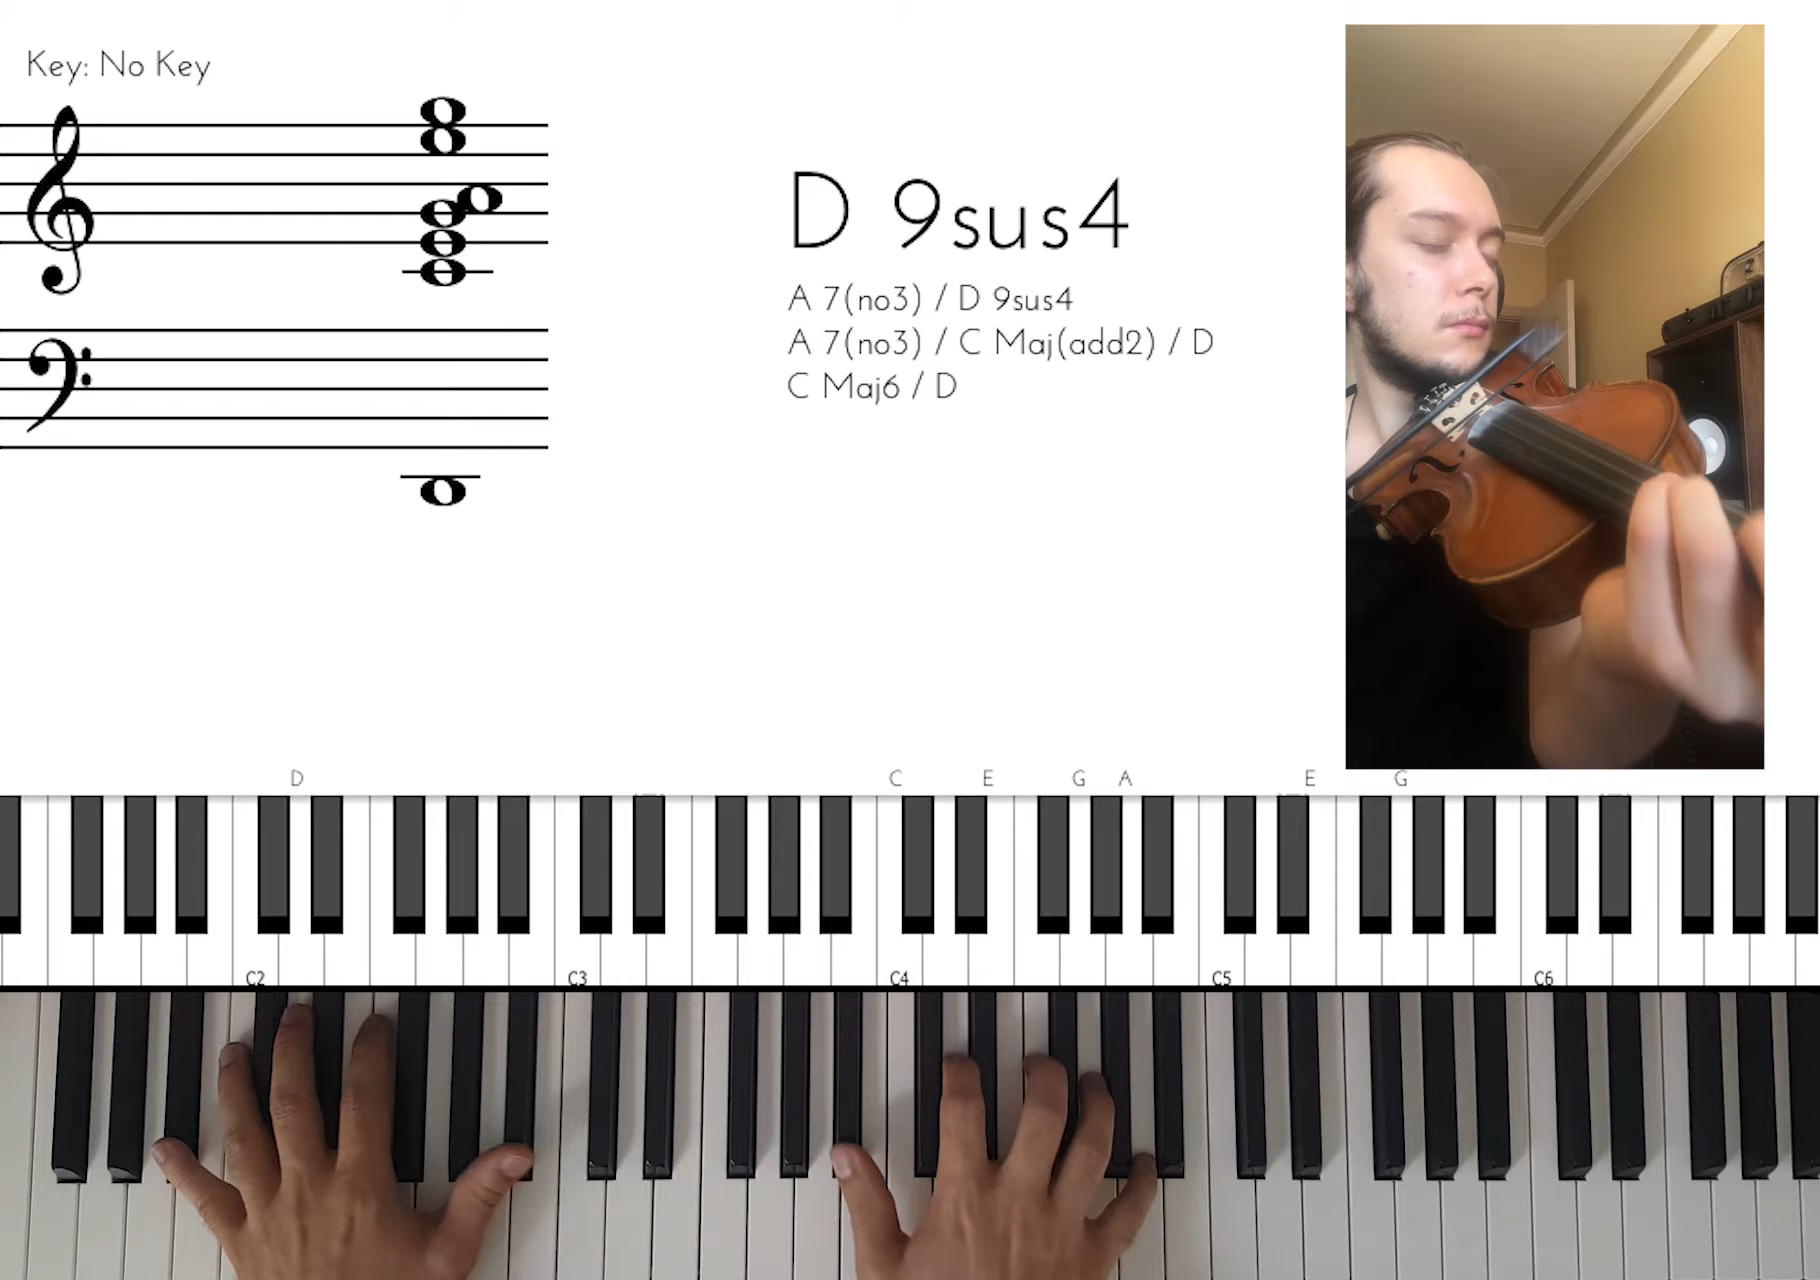 Key: No Key
D 9sus4
A 7(no3) / D 9sus4
A 7(no3) / C Maj(add2) / D
C Maj6 / D
D C E G A E G
C2 C3 C4 C5 C6